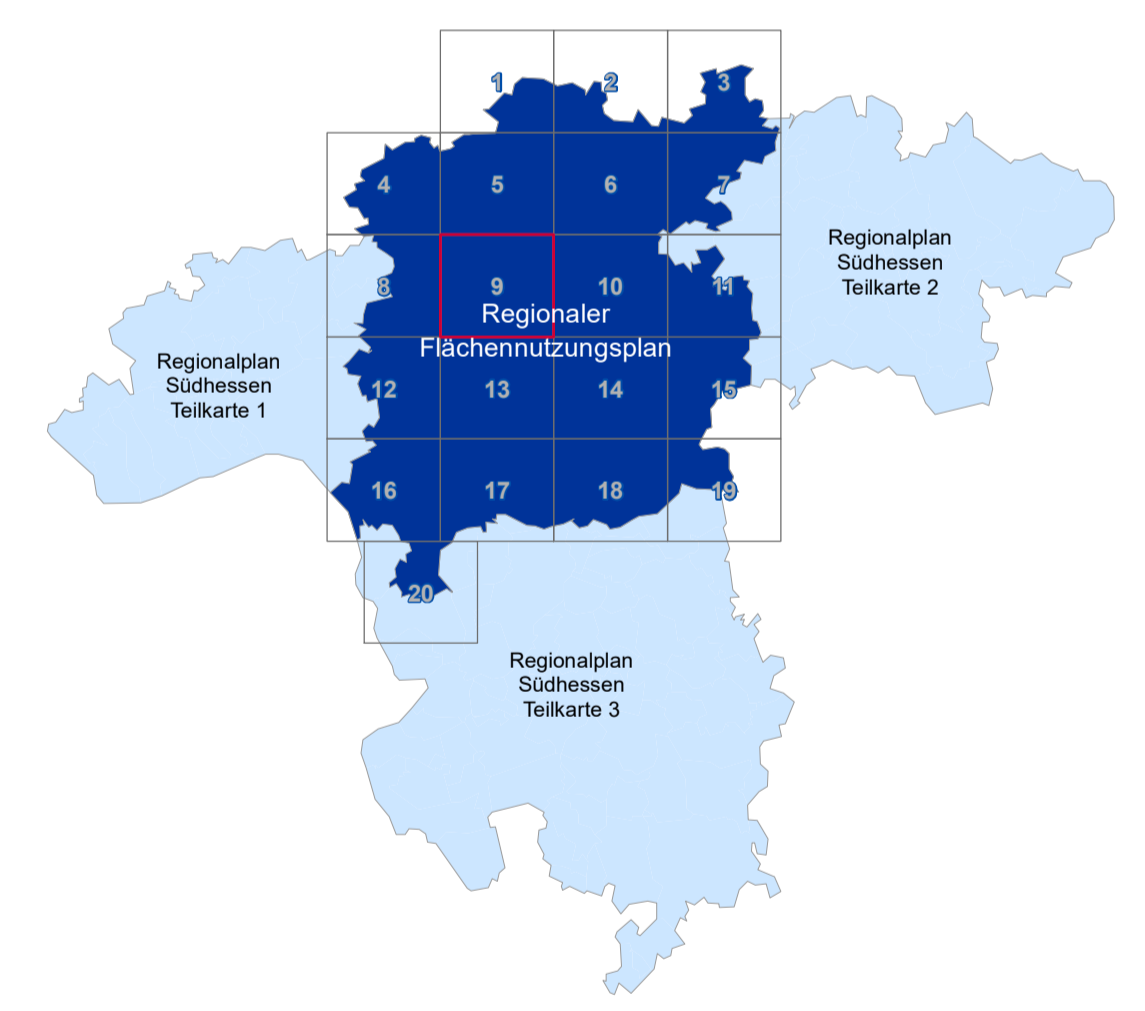 1
2
3
4
5
6
7
Regionalplan
Südhessen
Teilkarte 2
8
9
10
11
Regionaler
Flächennutzungsplan
Regionalplan
Südhessen
Teilkarte 1
12
13
14
15
16
17
18
19
20
Regionalplan
Südhessen
Teilkarte 3